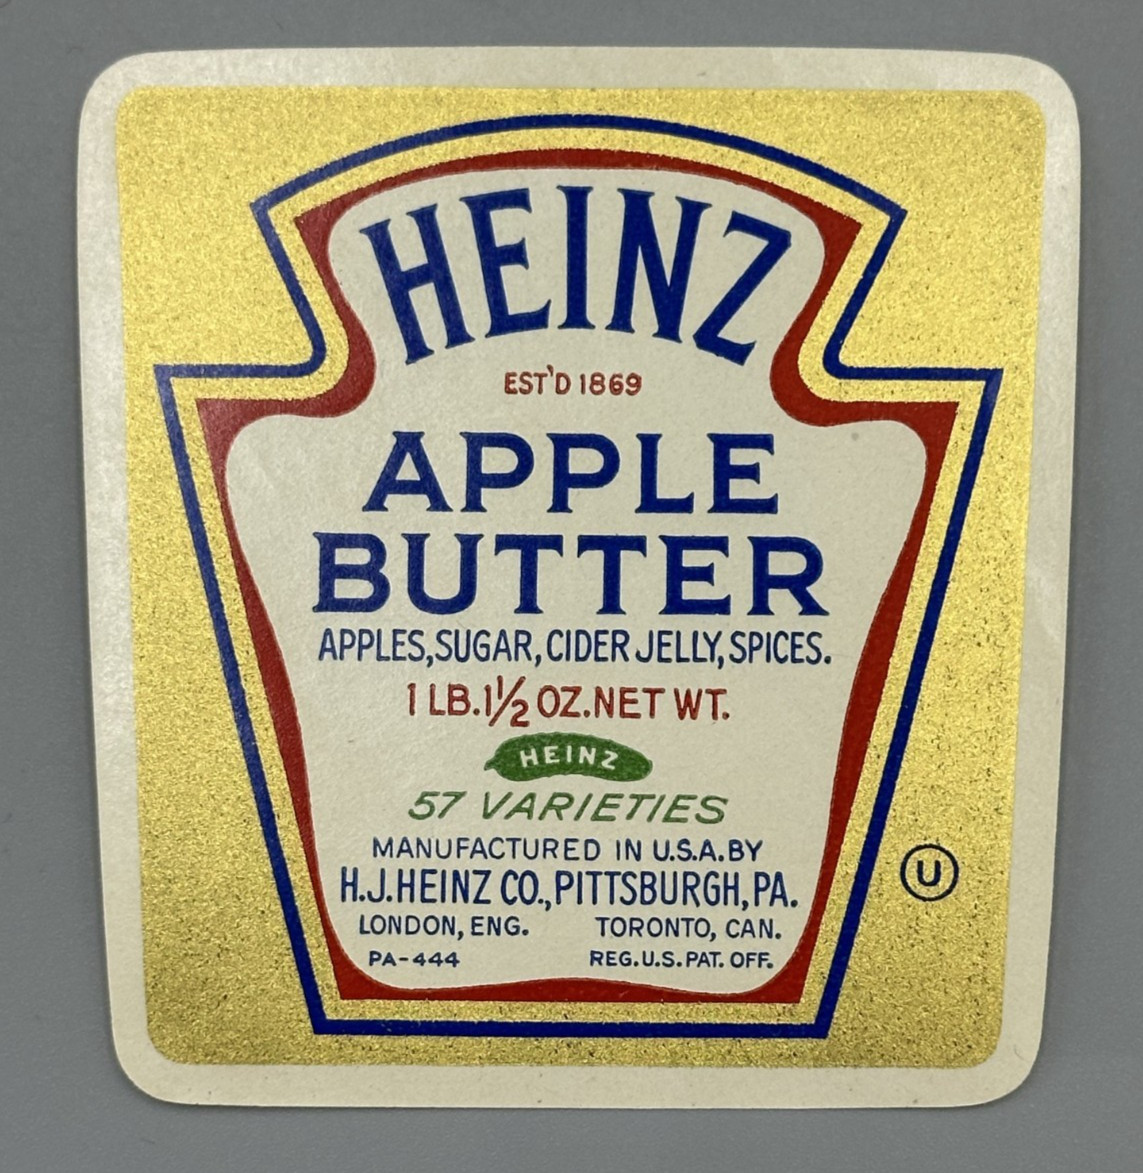 HEINZ
EST'D 1869
APPLE
BUTTER
APPLES, SUGAR, CIDER JELLY, SPICES.
1 LB. 1½ OZ. NET WT.
HEINZ
57 VARIETIES
MANUFACTURED IN U.S.A. BY
H.J. HEINZ CO., PITTSBURGH, PA.
LONDON, ENG. TORONTO, CAN.
PA-444 REG. U.S. PAT. OFF.
U